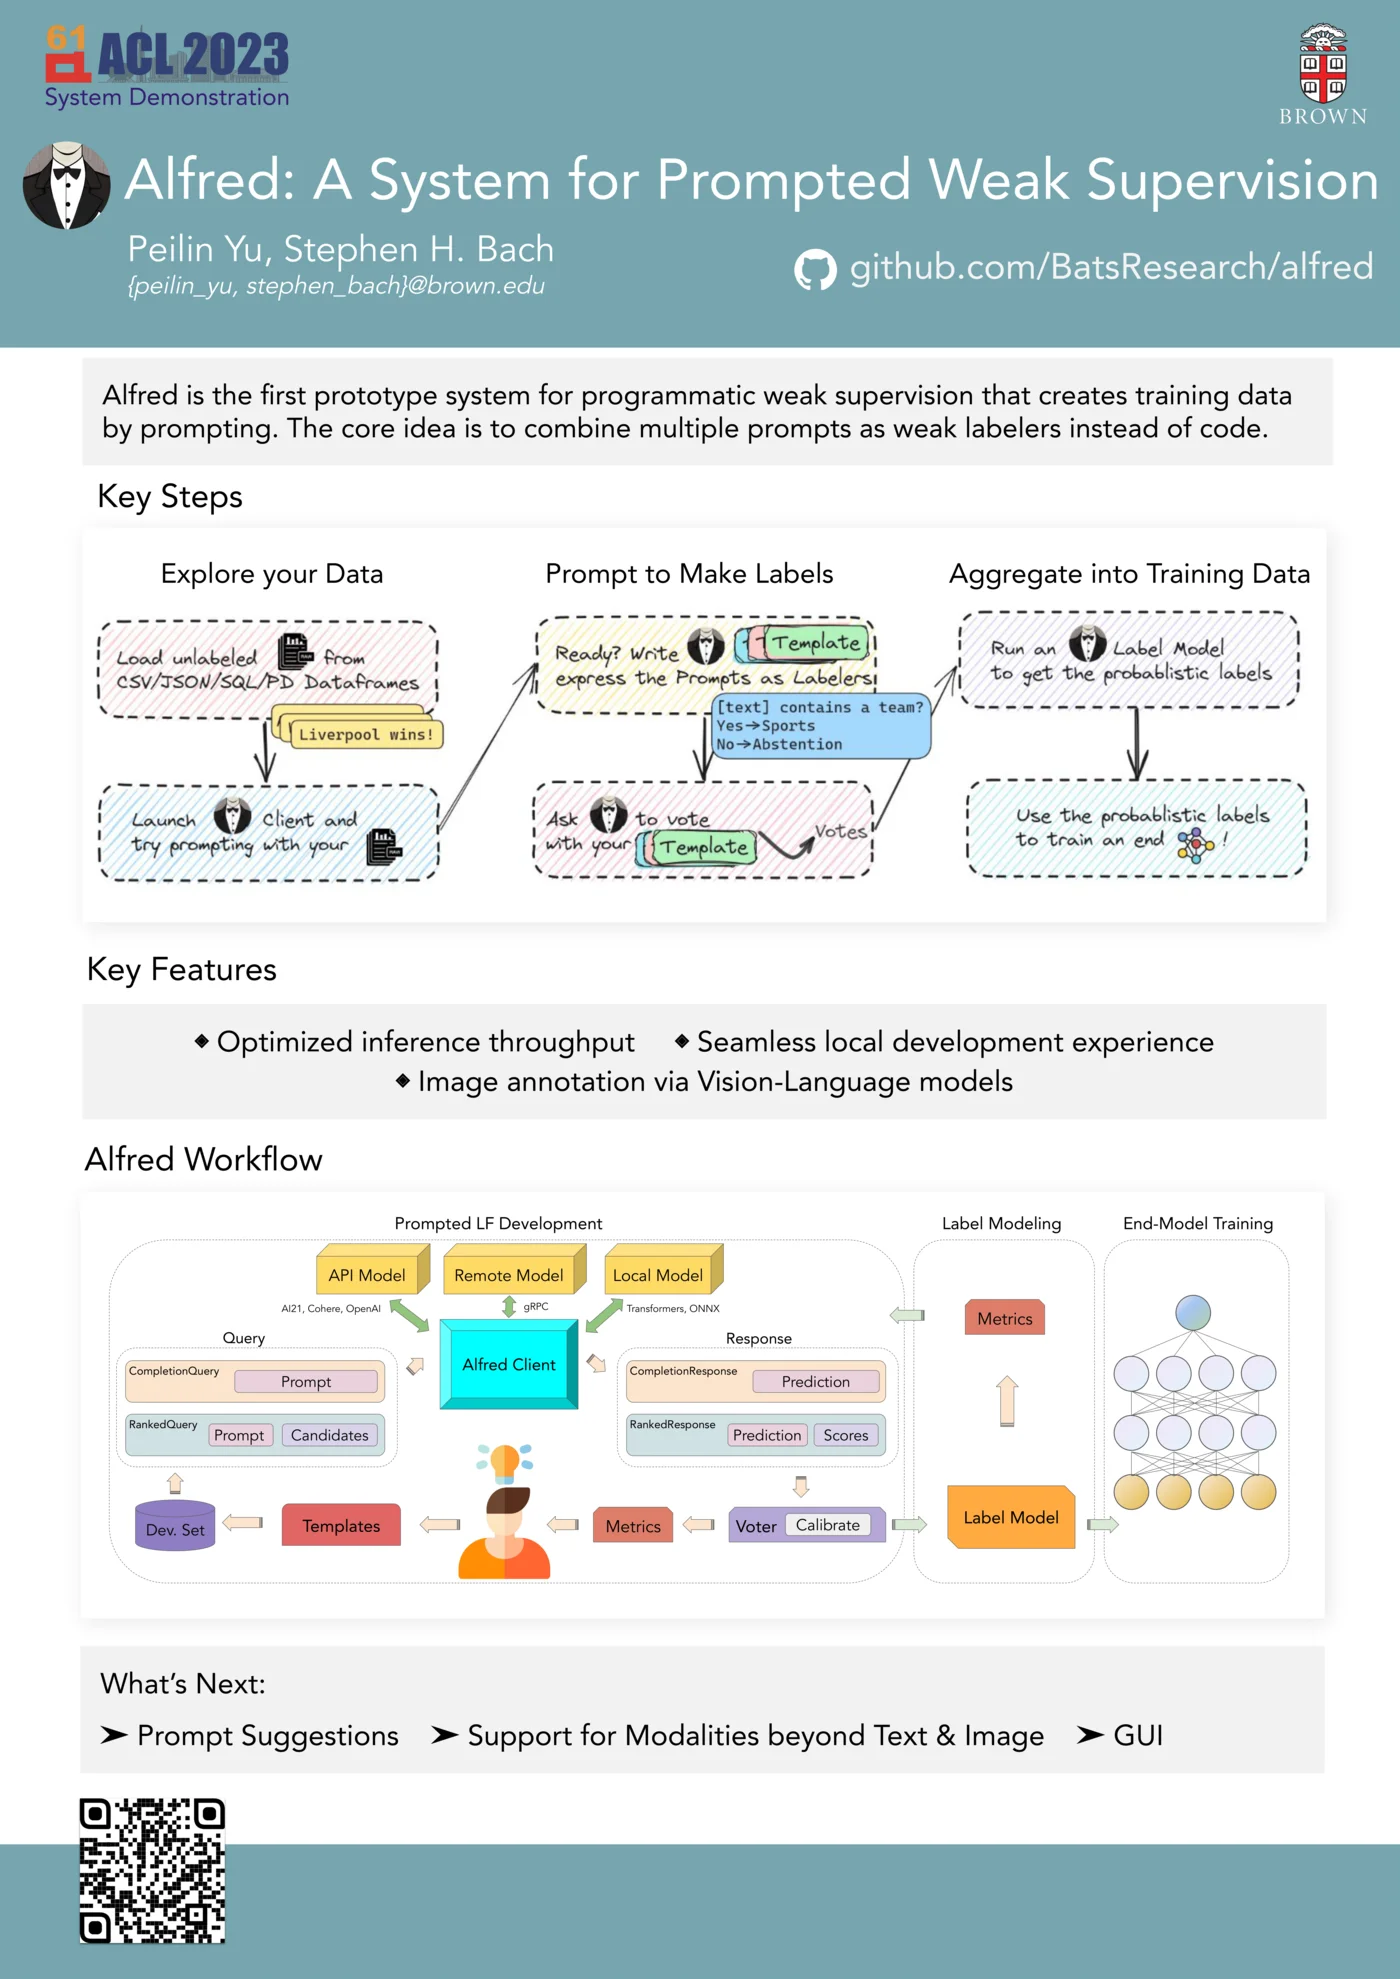 61
ACL 2023
System Demonstration
BROWN
Alfred: A System for Prompted Weak Supervision
Peilin Yu, Stephen H. Bach
{peilin_yu, stephen_bach}@brown.edu
github.com/BatsResearch/alfred
Alfred is the first prototype system for programmatic weak supervision that creates training data
by prompting. The core idea is to combine multiple prompts as weak labelers instead of code.
Key Steps
Explore your Data
Load unlabeled from
CSV/JSON/SQL/PD Dataframes
Liverpool wins!
Launch Client and
try prompting with your
Prompt to Make Labels
Ready? Write Template
express the Prompts as Labelers
[text] contains a team?
Yes→Sports
No→Abstention
Ask to vote
with your Template
Votes
Aggregate into Training Data
Run an Label Model
to get the probablistic labels
Use the probablistic labels
to train an end !
Key Features
◆ Optimized inference throughput ◆ Seamless local development experience
◆ Image annotation via Vision-Language models
Alfred Workflow
Prompted LF Development
API Model
Remote Model
Local Model
AI21, Cohere, OpenAI
gRPC
Transformers, ONNX
Query
Alfred Client
Response
CompletionQuery
Prompt
RankedQuery
Prompt
Candidates
CompletionResponse
Prediction
RankedResponse
Prediction
Scores
Dev. Set
Templates
Metrics
Voter
Calibrate
Label Modeling
Metrics
Label Model
End-Model Training
What's Next:
➤ Prompt Suggestions ➤ Support for Modalities beyond Text & Image ➤ GUI